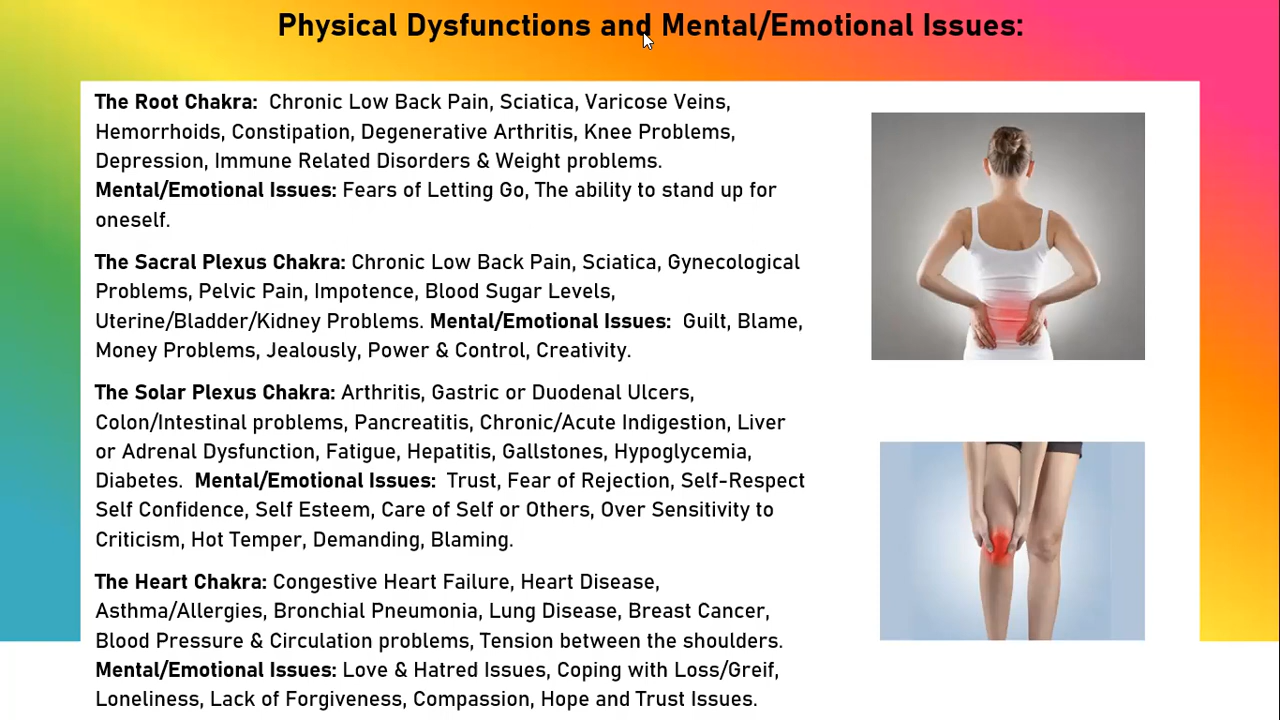 Physical Dysfunctions and Mental/Emotional Issues:
The Root Chakra: Chronic Low Back Pain, Sciatica, Varicose Veins,
Hemorrhoids, Constipation, Degenerative Arthritis, Knee Problems,
Depression, Immune Related Disorders & Weight problems.
Mental/Emotional Issues: Fears of Letting Go, The ability to stand up for
oneself.
The Sacral Plexus Chakra: Chronic Low Back Pain, Sciatica, Gynecological
Problems, Pelvic Pain, Impotence, Blood Sugar Levels,
Uterine/Bladder/Kidney Problems. Mental/Emotional Issues: Guilt, Blame,
Money Problems, Jealously, Power & Control, Creativity.
The Solar Plexus Chakra: Arthritis, Gastric or Duodenal Ulcers,
Colon/Intestinal problems, Pancreatitis, Chronic/Acute Indigestion, Liver
or Adrenal Dysfunction, Fatigue, Hepatitis, Gallstones, Hypoglycemia,
Diabetes. Mental/Emotional Issues: Trust, Fear of Rejection, Self-Respect
Self Confidence, Self Esteem, Care of Self or Others, Over Sensitivity to
Criticism, Hot Temper, Demanding, Blaming.
The Heart Chakra: Congestive Heart Failure, Heart Disease,
Asthma/Allergies, Bronchial Pneumonia, Lung Disease, Breast Cancer,
Blood Pressure & Circulation problems, Tension between the shoulders.
Mental/Emotional Issues: Love & Hatred Issues, Coping with Loss/Greif,
Loneliness, Lack of Forgiveness, Compassion, Hope and Trust Issues.